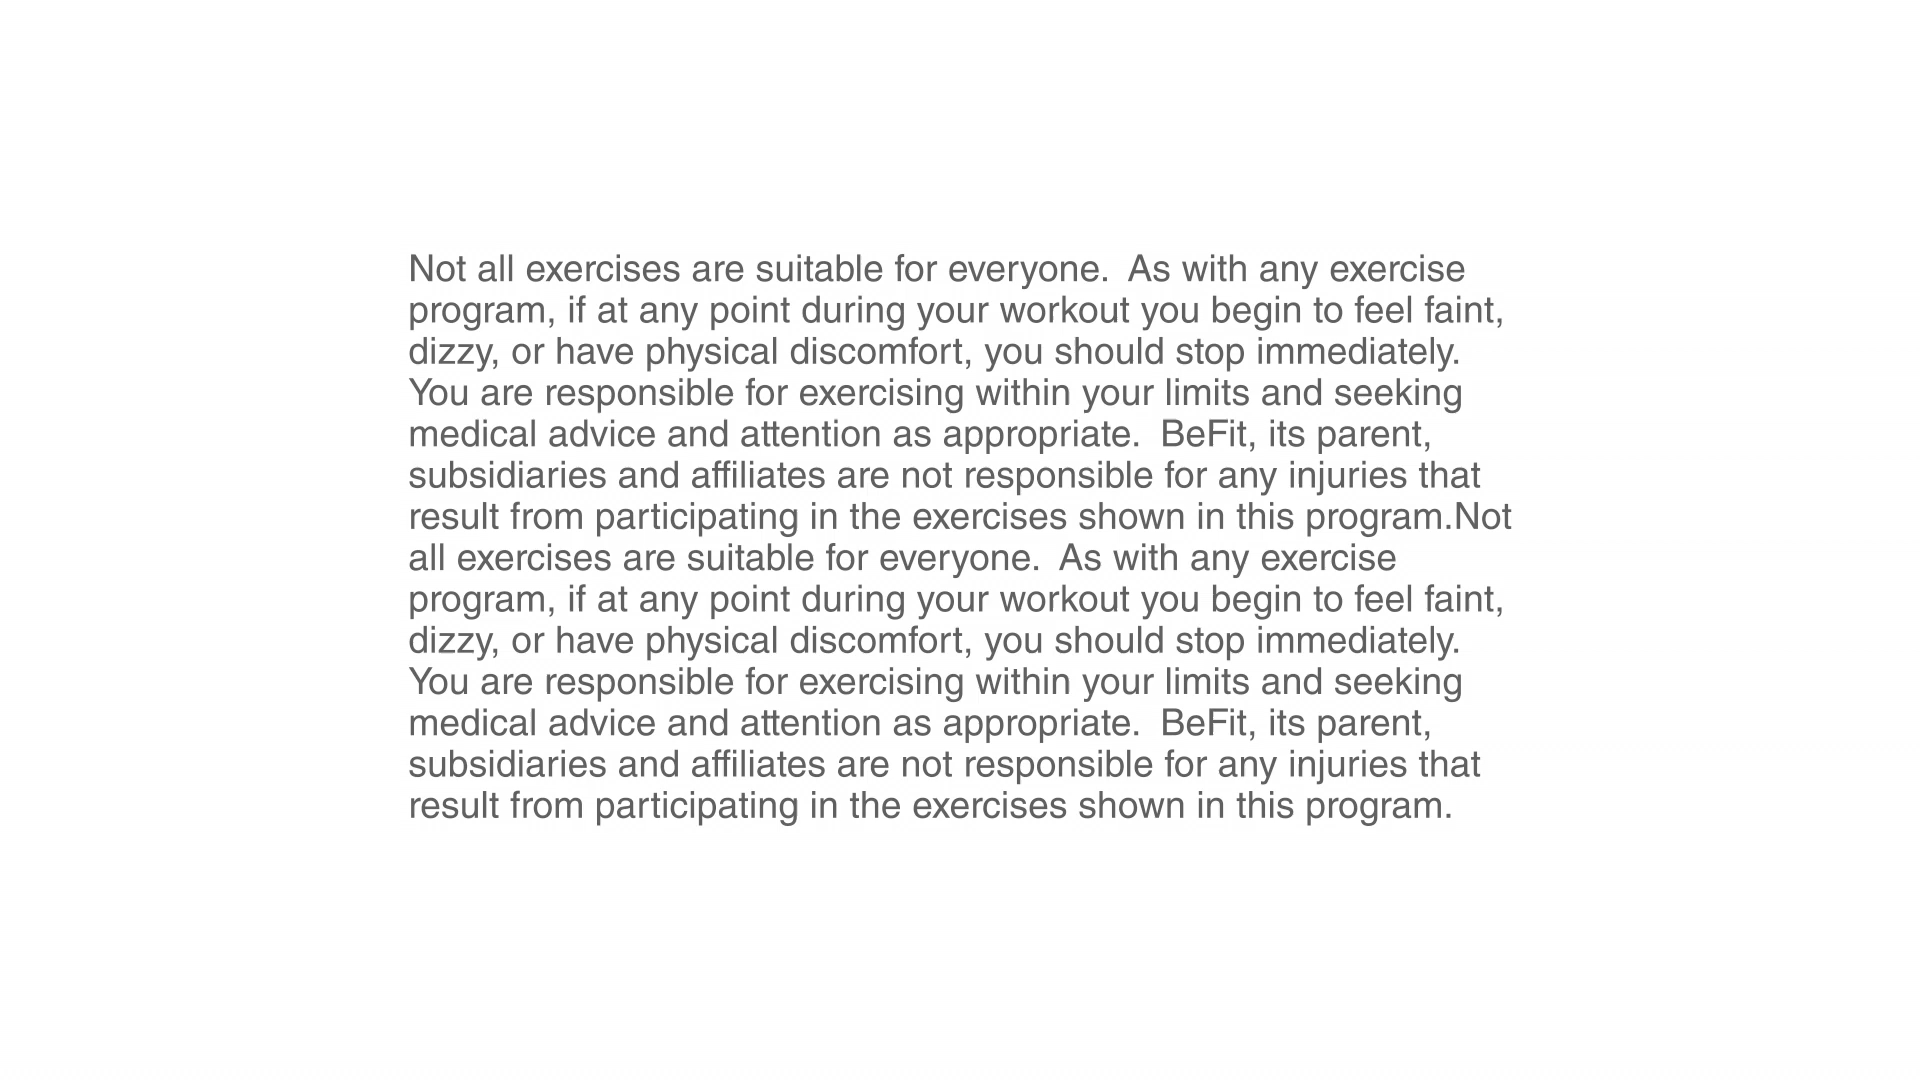 Not all exercises are suitable for everyone.  As with any exercise
program, if at any point during your workout you begin to feel faint,
dizzy, or have physical discomfort, you should stop immediately.
You are responsible for exercising within your limits and seeking
medical advice and attention as appropriate.  BeFit, its parent,
subsidiaries and affiliates are not responsible for any injuries that
result from participating in the exercises shown in this program.Not
all exercises are suitable for everyone.  As with any exercise
program, if at any point during your workout you begin to feel faint,
dizzy, or have physical discomfort, you should stop immediately.
You are responsible for exercising within your limits and seeking
medical advice and attention as appropriate.  BeFit, its parent,
subsidiaries and affiliates are not responsible for any injuries that
result from participating in the exercises shown in this program.